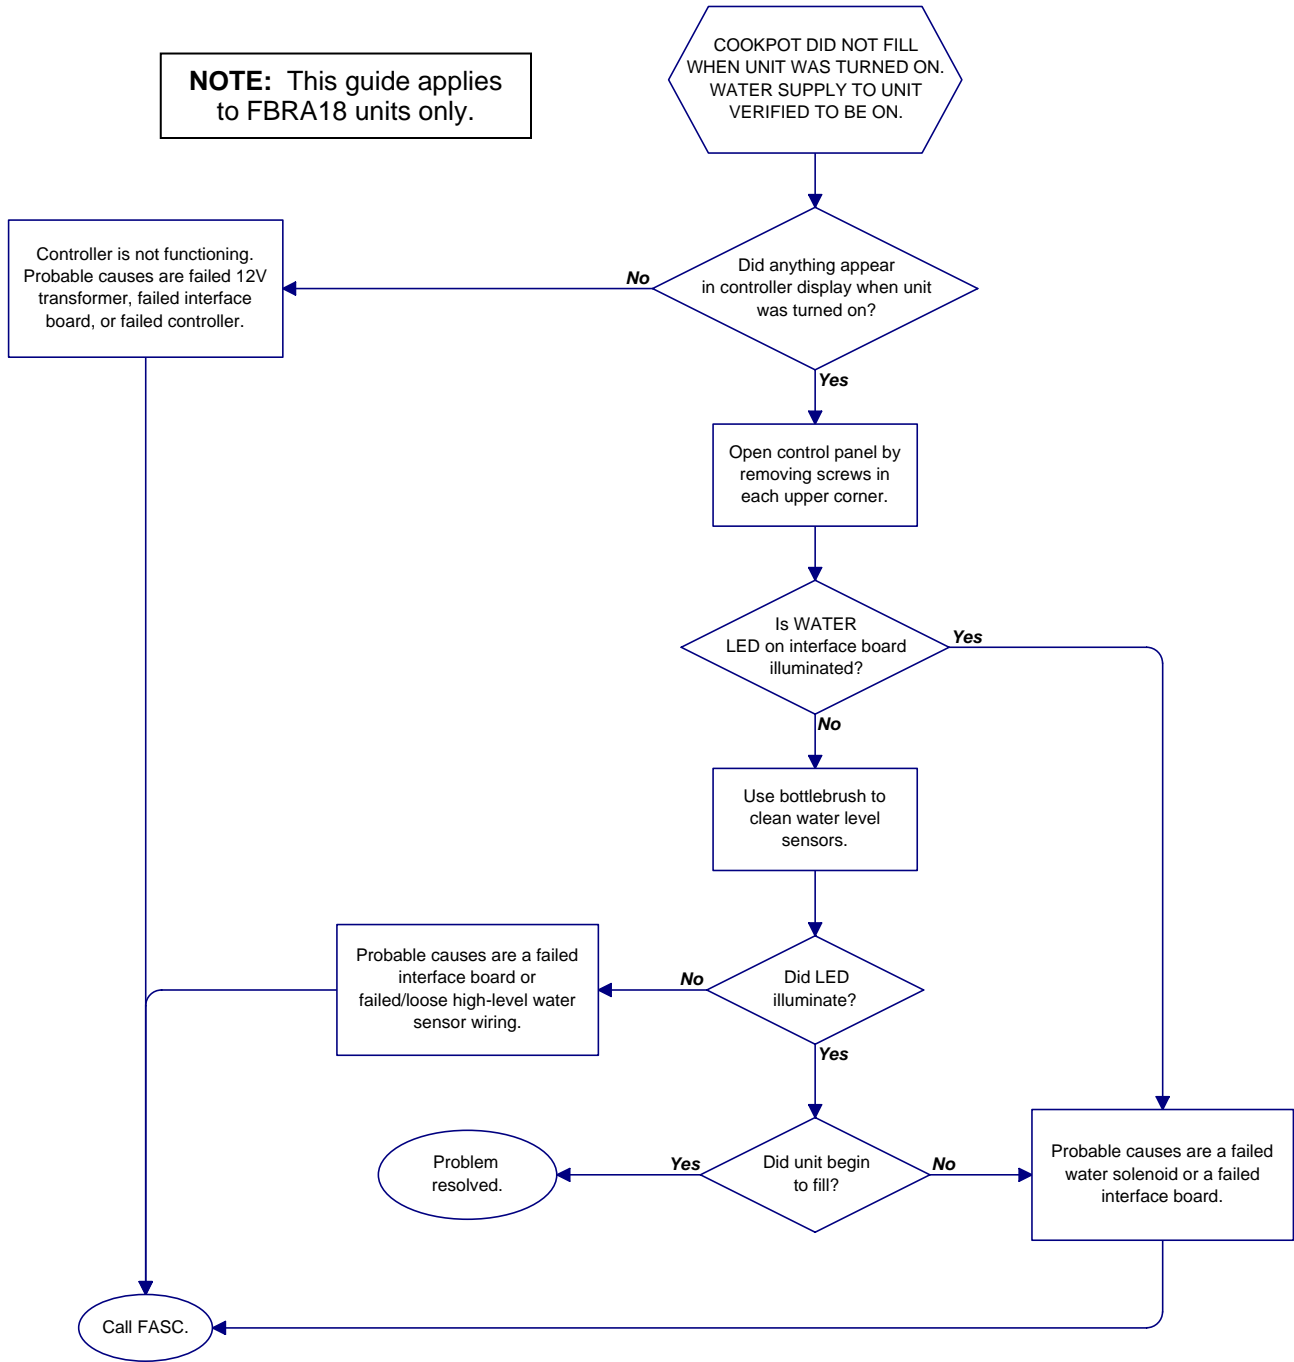 NOTE: This guide applies
to FBRA18 units only.
COOKPOT DID NOT FILL
WHEN UNIT WAS TURNED ON.
WATER SUPPLY TO UNIT
VERIFIED TO BE ON.
Controller is not functioning.
Probable causes are failed 12V
transformer, failed interface
board, or failed controller.
No
Did anything appear
in controller display when unit
was turned on?
Yes
Open control panel by
removing screws in
each upper corner.
Is WATER
LED on interface board
illuminated?
Yes
No
Use bottlebrush to
clean water level
sensors.
Probable causes are a failed
interface board or
failed/loose high-level water
sensor wiring.
No
Did LED
illuminate?
Yes
Problem
resolved.
Yes
Did unit begin
to fill?
No
Probable causes are a failed
water solenoid or a failed
interface board.
Call FASC.